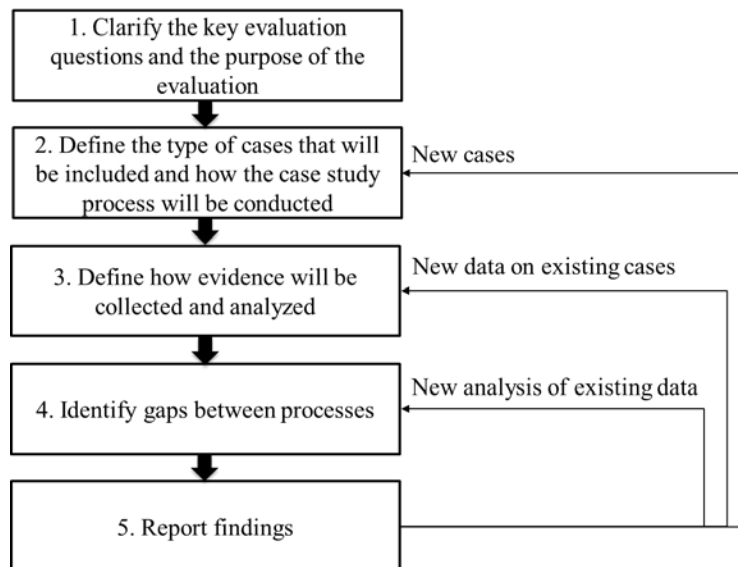 1. Clarify the key evaluation
questions and the purpose of the
evaluation
2. Define the type of cases that will
be included and how the case study
process will be conducted
New cases
3. Define how evidence will be
collected and analyzed
New data on existing cases
4. Identify gaps between processes
New analysis of existing data
5. Report findings